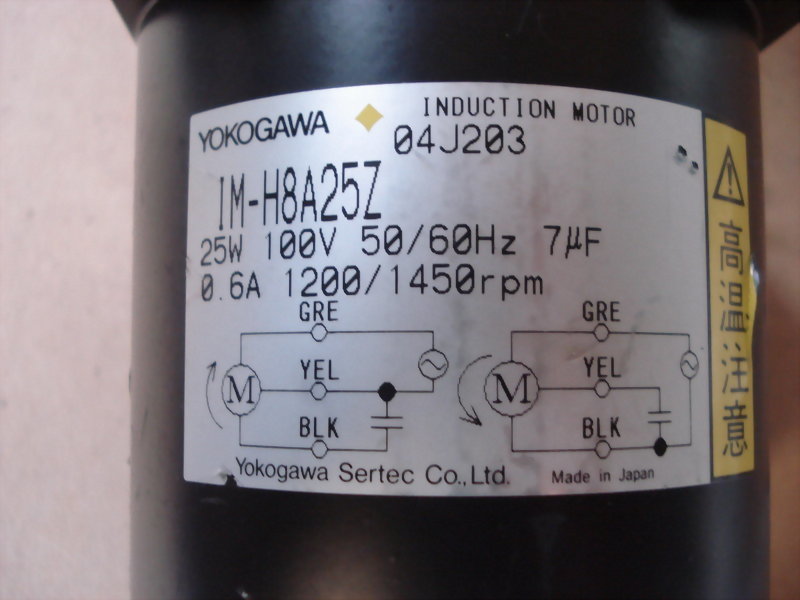 YOKOGAWA
INDUCTION MOTOR
04J203
IM-H8A25Z
25W 100V 50/60Hz 7μF
0.6A 1200/1450rpm
GRE
YEL
M
BLK
GRE
YEL
M
BLK
Yokogawa Sertec Co.,Ltd.
Made in Japan
高温注意